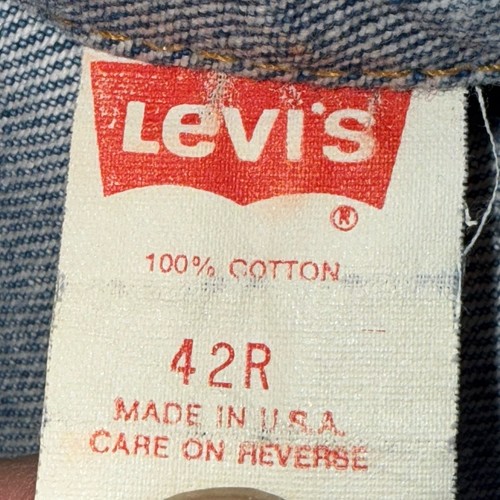 LeVI's
®
100% COTTON
42R
MADE IN U.S.A.
CARE ON REVERSE